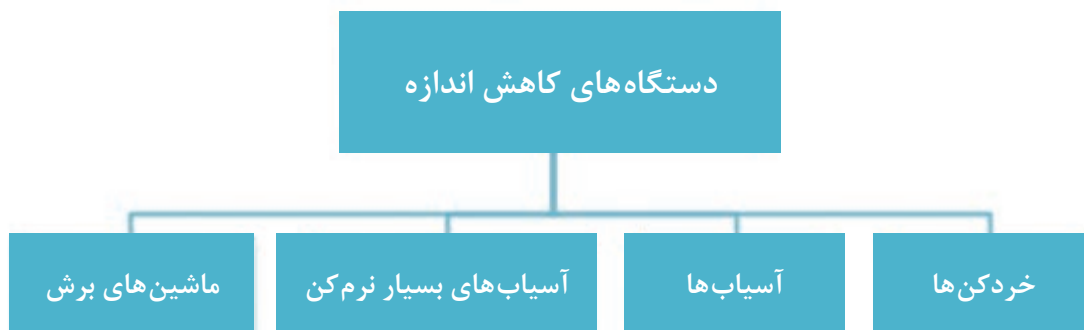 دستگاه‌های کاهش اندازه
خردکن‌ها
آسیاب‌ها
آسیاب‌های بسیار نرم‌کن
ماشین‌های برش